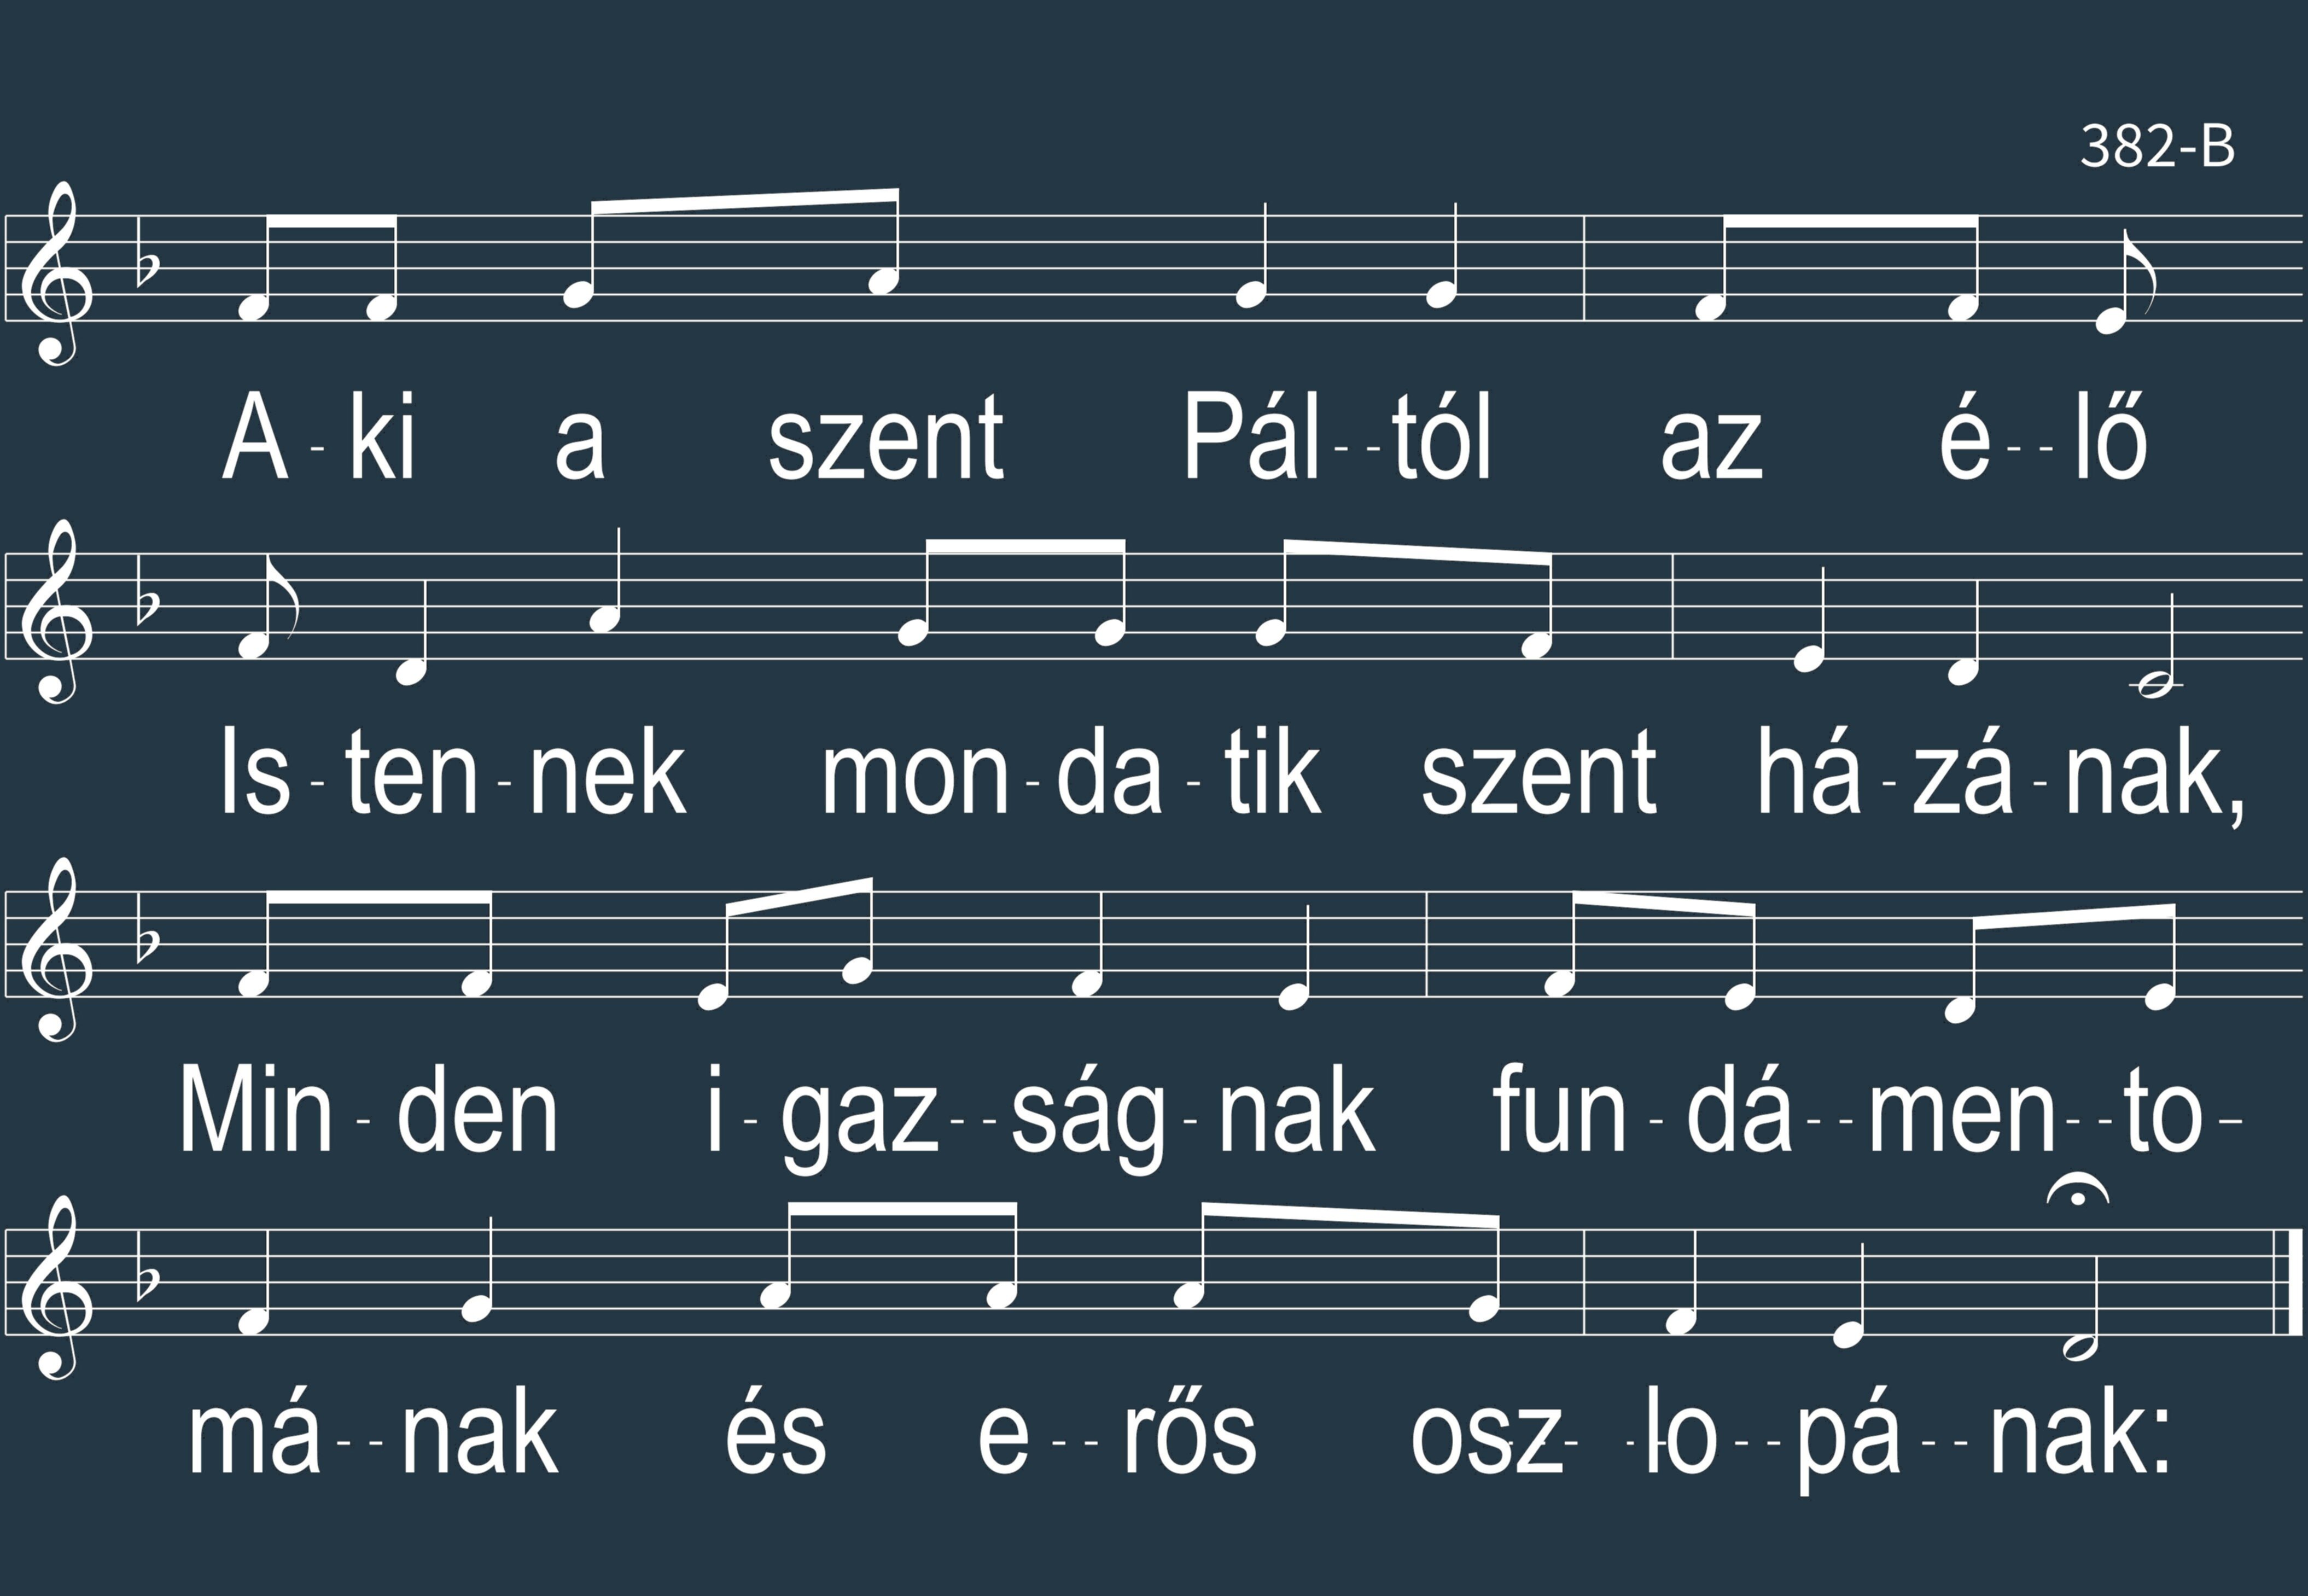 382-B
A - ki a szent Pál - - tól az é - - lő
Is - ten - nek mon - da - tik szent há - zá - nak,
Min - den i - gaz - - ság - nak fun - dá - - men - - to -
má - - nak és e - - rős osz - - - lo - - pá - - nak: